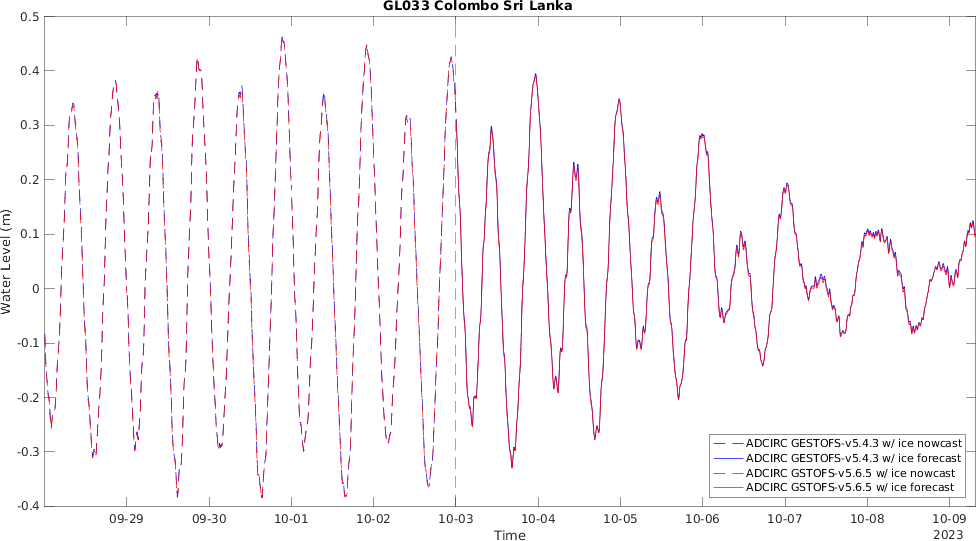 GL033 Colombo Sri Lanka
0.5
0.4
0.3
0.2
0.1
0
-0.1
-0.2
-0.3
-0.4
Water Level (m)
ADCIRC GESTOFS-v5.4.3 w/ ice nowcast
ADCIRC GESTOFS-v5.4.3 w/ ice forecast
ADCIRC GSTOFS-v5.6.5 w/ ice nowcast
ADCIRC GSTOFS-v5.6.5 w/ ice forecast
09-29 09-30 10-01 10-02 10-03 10-04 10-05 10-06 10-07 10-08 10-09
Time
2023